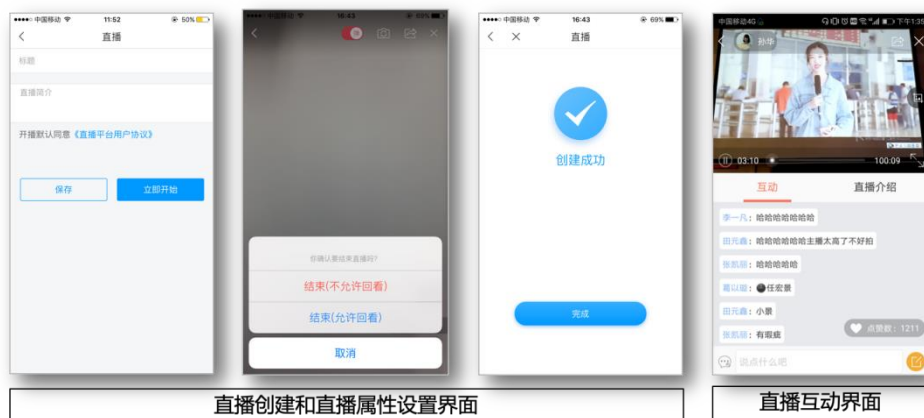 中国移动 11:52 50%
直播
标题
直播简介
开播默认同意《直播平台用户协议》
保存 立即开始
中国移动 16:43 69%
你确认要结束直播吗?
结束(不允许回看)
结束(允许回看)
取消
中国移动 16:43 69%
直播
创建成功
完成
中国移动4G 下午1:35
孙华
03:10 100:09
互动 直播介绍
李一凡:哈哈哈哈哈哈哈
田元鑫:哈哈哈哈哈哈主播太高了不好拍
张凯丽:哈哈哈哈哈
葛以璇:任宏景
田元鑫:小景
张凯丽:有瑕疵
点赞数:1211
说点什么吧
直播创建和直播属性设置界面
直播互动界面